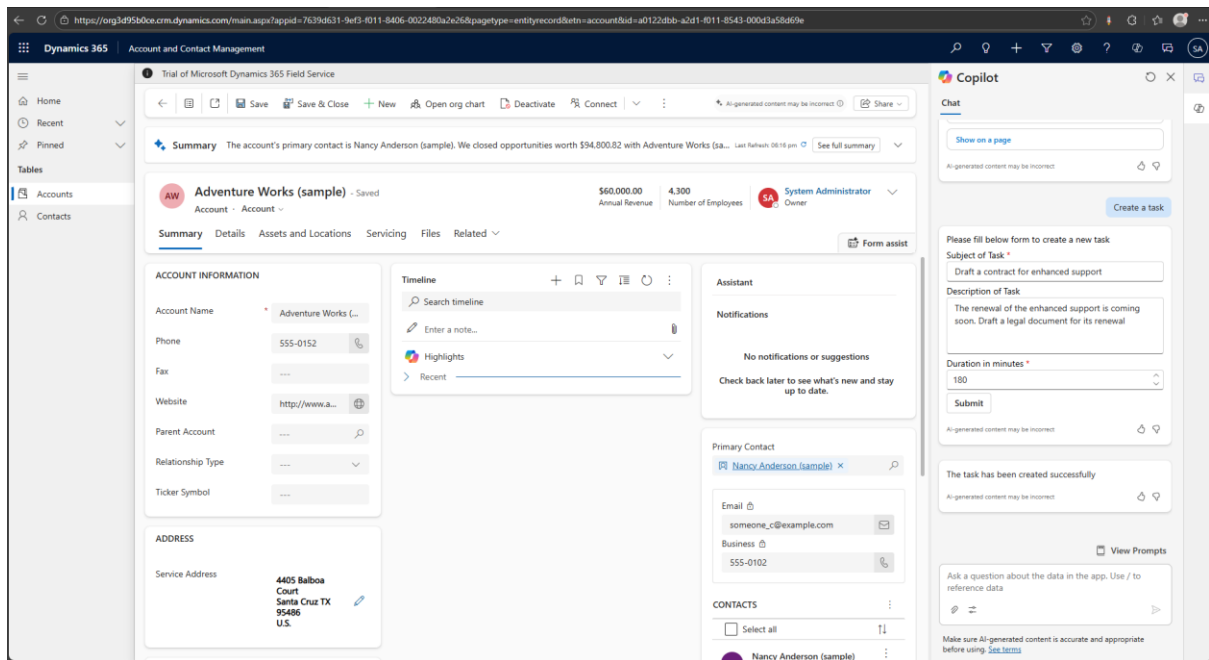 https://org3d95b0ce.crm.dynamics.com/main.aspx?appid=7639d631-9ef3-f011-8406-0022480a2e26&pagetype=entityrecord&etn=account&id=a0122dbb-a2d1-f011-8543-000d3a58d69e
Dynamics 365
Account and Contact Management
SA
Home
Recent
Pinned
Tables
Accounts
Contacts
Trial of Microsoft Dynamics 365 Field Service
Save
Save & Close
New
Open org chart
Deactivate
Connect
AI-generated content may be incorrect
Share
Summary The account's primary contact is Nancy Anderson (sample). We closed opportunities worth $94,800.82 with Adventure Works (sa...
Last Refresh: 06:18 pm
See full summary
AW
Adventure Works (sample) - Saved
Account · Account
$60,000.00
Annual Revenue
4,300
Number of Employees
SA
System Administrator
Owner
Summary
Details
Assets and Locations
Servicing
Files
Related
Form assist
ACCOUNT INFORMATION
Account Name * Adventure Works (...
Phone 555-0152
Fax ---
Website http://www.a...
Parent Account ---
Relationship Type ---
Ticker Symbol ---
ADDRESS
Service Address
4405 Balboa
Court
Santa Cruz TX
95486
U.S.
Timeline
Search timeline
Enter a note...
Highlights
Recent
Assistant
Notifications
No notifications or suggestions
Check back later to see what's new and stay
up to date.
Primary Contact
Nancy Anderson (sample)
Email
someone_c@example.com
Business
555-0102
CONTACTS
Select all
Nancy Anderson (sample)
Copilot
Chat
Show on a page
AI-generated content may be incorrect
Create a task
Please fill below form to create a new task
Subject of Task *
Draft a contract for enhanced support
Description of Task
The renewal of the enhanced support is coming
soon. Draft a legal document for its renewal
Duration in minutes *
180
Submit
AI-generated content may be incorrect
The task has been created successfully
AI-generated content may be incorrect
View Prompts
Ask a question about the data in the app. Use / to
reference data
Make sure AI-generated content is accurate and appropriate
before using. See terms